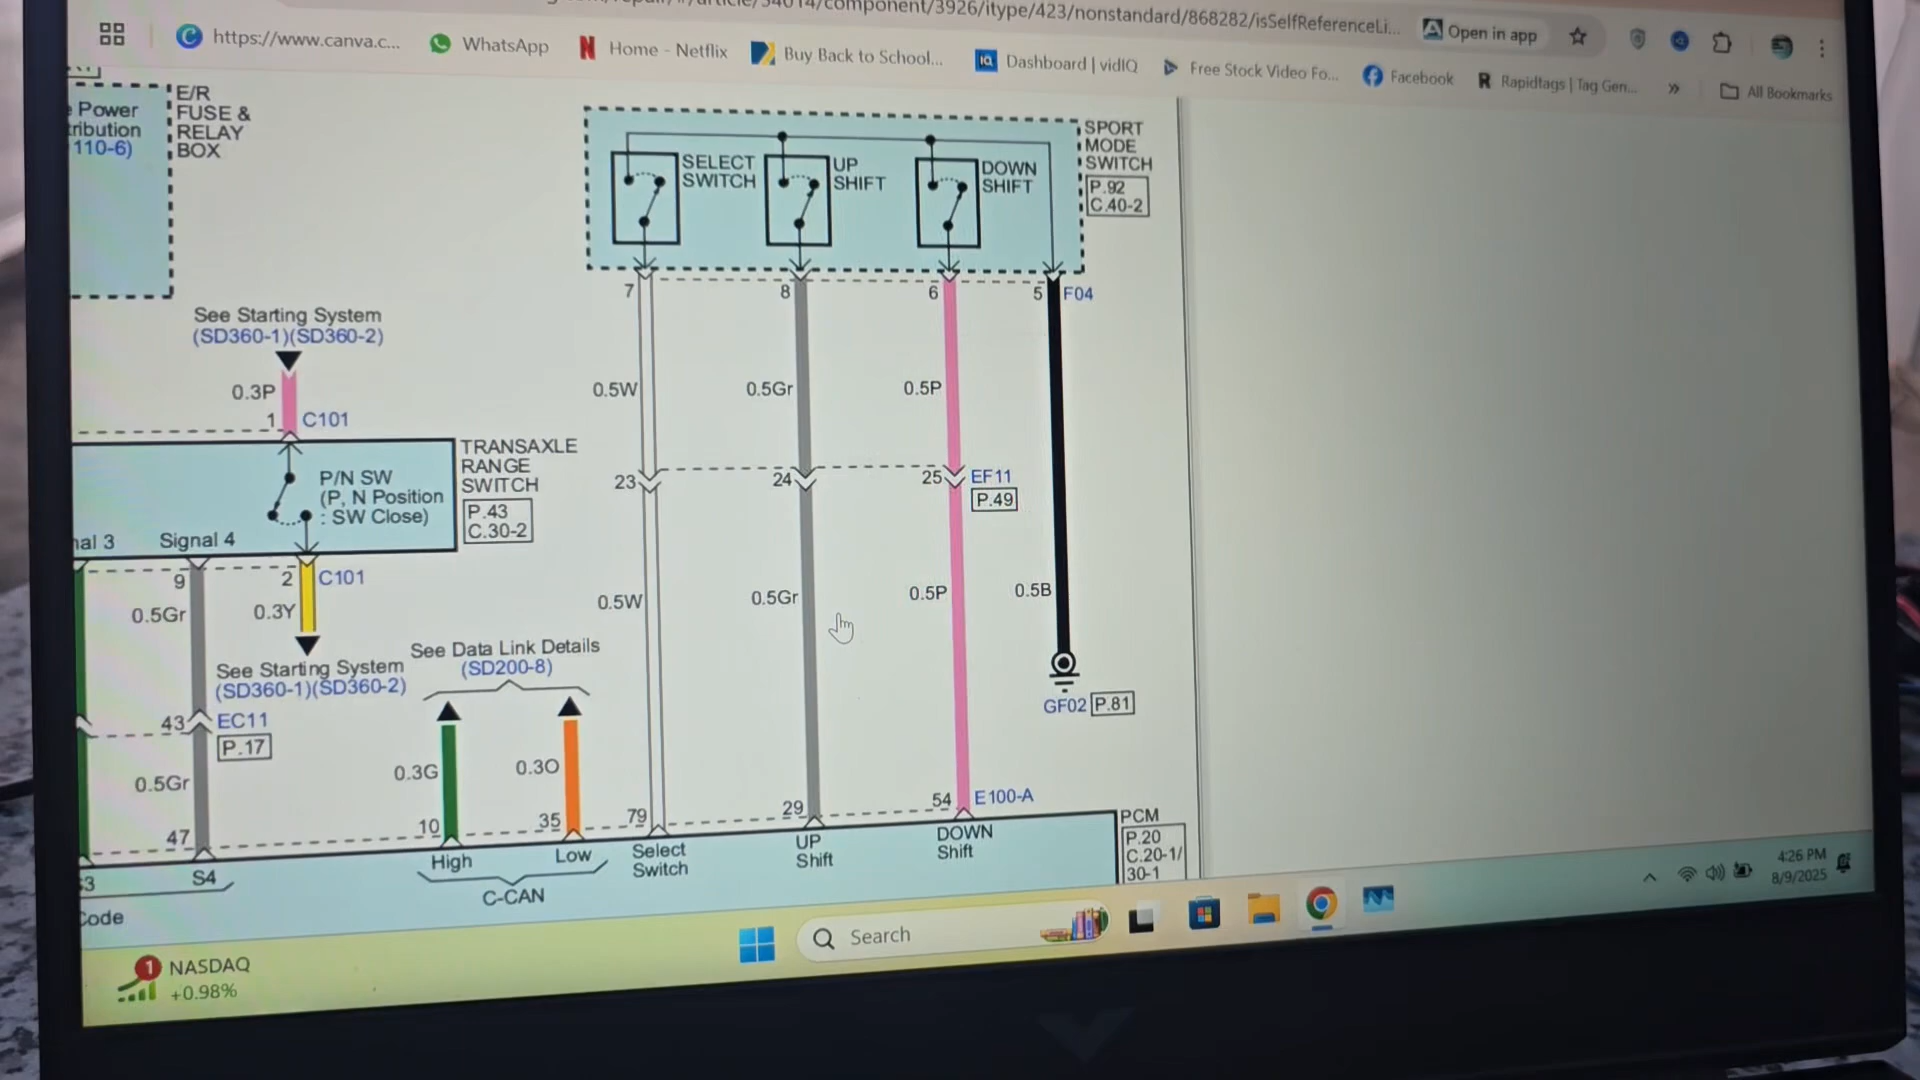 /component/3926/itype/423/nonstandard/868282/isSelfReferenceLi...
Open in app
https://www.canva.c...
WhatsApp
Home - Netflix
Buy Back to School...
Dashboard | vidIQ
Free Stock Video Fo...
Facebook
Rapidtags | Tag Gen...
All Bookmarks
Power
110-6)
E/R
FUSE &
RELAY
BOX
SELECT
SWITCH
UP
SHIFT
DOWN
SHIFT
SPORT
MODE
SWITCH
P.92
C.40-2
7
8
6
5
F04
See Starting System
(SD360-1)(SD360-2)
0.3P
1
C101
0.5W
0.5Gr
0.5P
P/N SW
(P, N Position
: SW Close)
TRANSAXLE
RANGE
SWITCH
P.43
C.30-2
23
24
25
EF11
P.49
Signal 4
9
2
C101
0.5Gr
0.3Y
0.5W
0.5Gr
0.5P
0.5B
See Starting System
(SD360-1)(SD360-2)
See Data Link Details
(SD200-8)
43
EC11
P.17
GF02
P.81
0.5Gr
0.3G
0.3O
47
10
35
79
29
54
E100-A
S4
High
Low
C-CAN
Select
Switch
UP
Shift
DOWN
Shift
PCM
P.20
C.20-1/
30-1
1
NASDAQ
+0.98%
Search
4:26 PM
8/9/2025